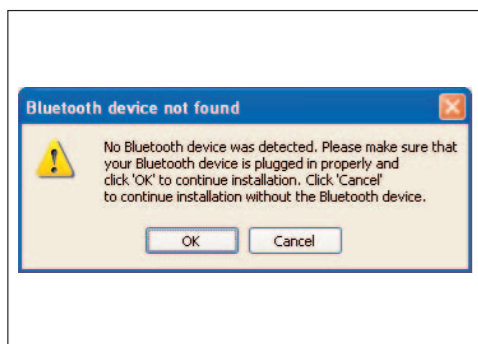 Bluetooth device not found
No Bluetooth device was detected. Please make sure that
your Bluetooth device is plugged in properly and
click 'OK' to continue installation. Click 'Cancel'
to continue installation without the Bluetooth device.
OK Cancel